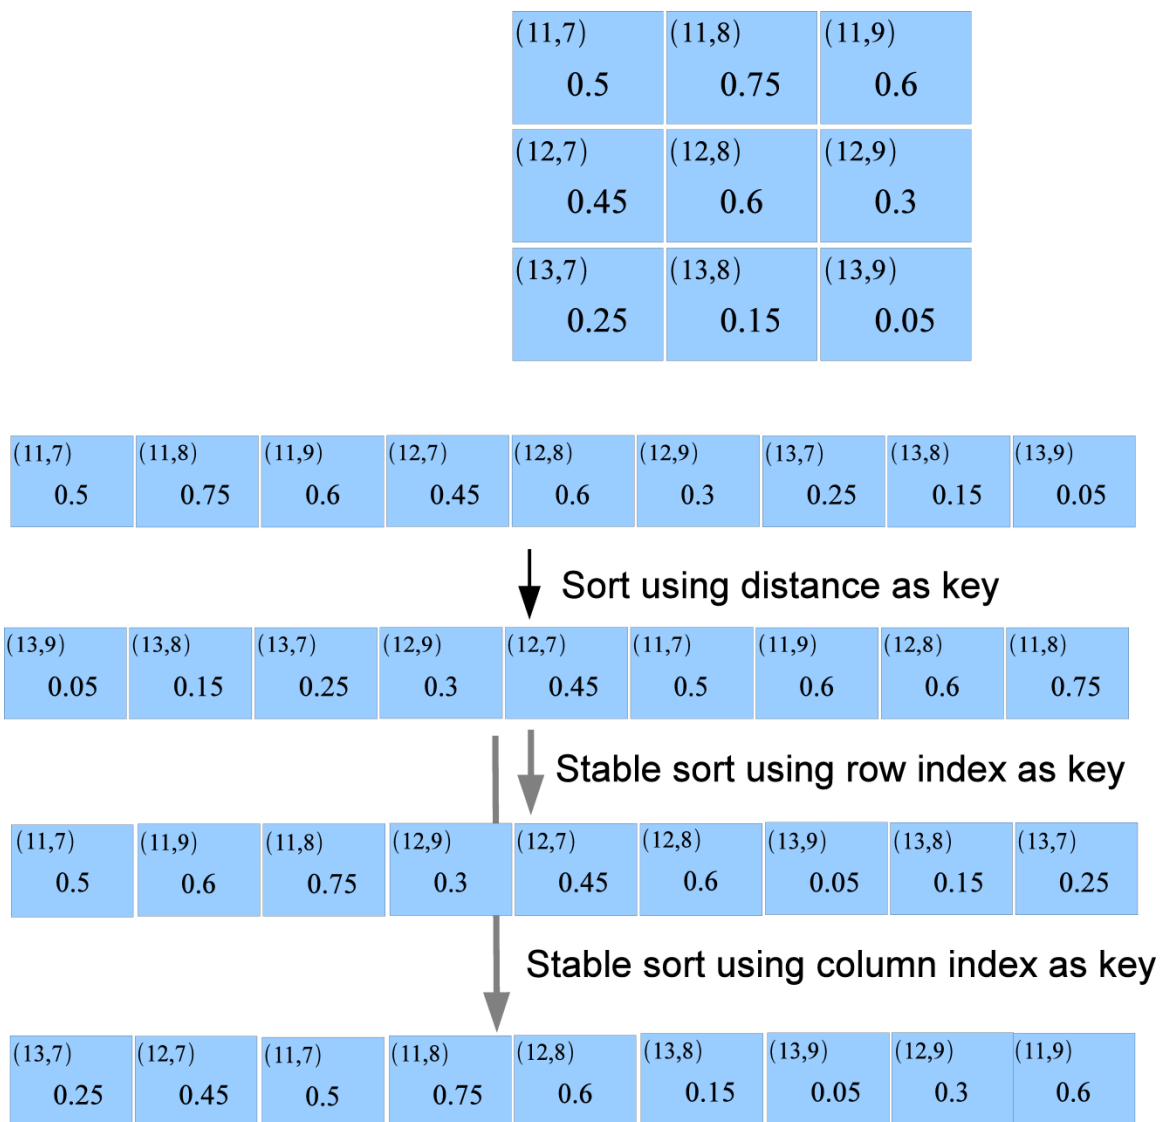 (11,7) (11,8) (11,9)
0.5 0.75 0.6
(12,7) (12,8) (12,9)
0.45 0.6 0.3
(13,7) (13,8) (13,9)
0.25 0.15 0.05
(11,7) (11,8) (11,9) (12,7) (12,8) (12,9) (13,7) (13,8) (13,9)
0.5 0.75 0.6 0.45 0.6 0.3 0.25 0.15 0.05
Sort using distance as key
(13,9) (13,8) (13,7) (12,9) (12,7) (11,7) (11,9) (12,8) (11,8)
0.05 0.15 0.25 0.3 0.45 0.5 0.6 0.6 0.75
Stable sort using row index as key
(11,7) (11,9) (11,8) (12,9) (12,7) (12,8) (13,9) (13,8) (13,7)
0.5 0.6 0.75 0.3 0.45 0.6 0.05 0.15 0.25
Stable sort using column index as key
(13,7) (12,7) (11,7) (11,8) (12,8) (13,8) (13,9) (12,9) (11,9)
0.25 0.45 0.5 0.75 0.6 0.15 0.05 0.3 0.6